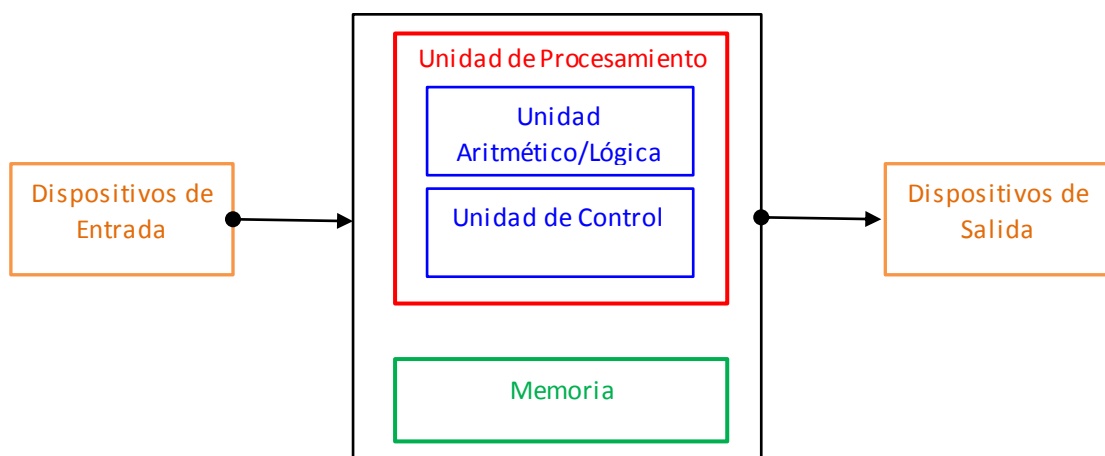 Unidad de Procesamiento
Unidad
Aritmético/Lógica
Dispositivos de
Entrada
Unidad de Control
Dispositivos de
Salida
Memoria